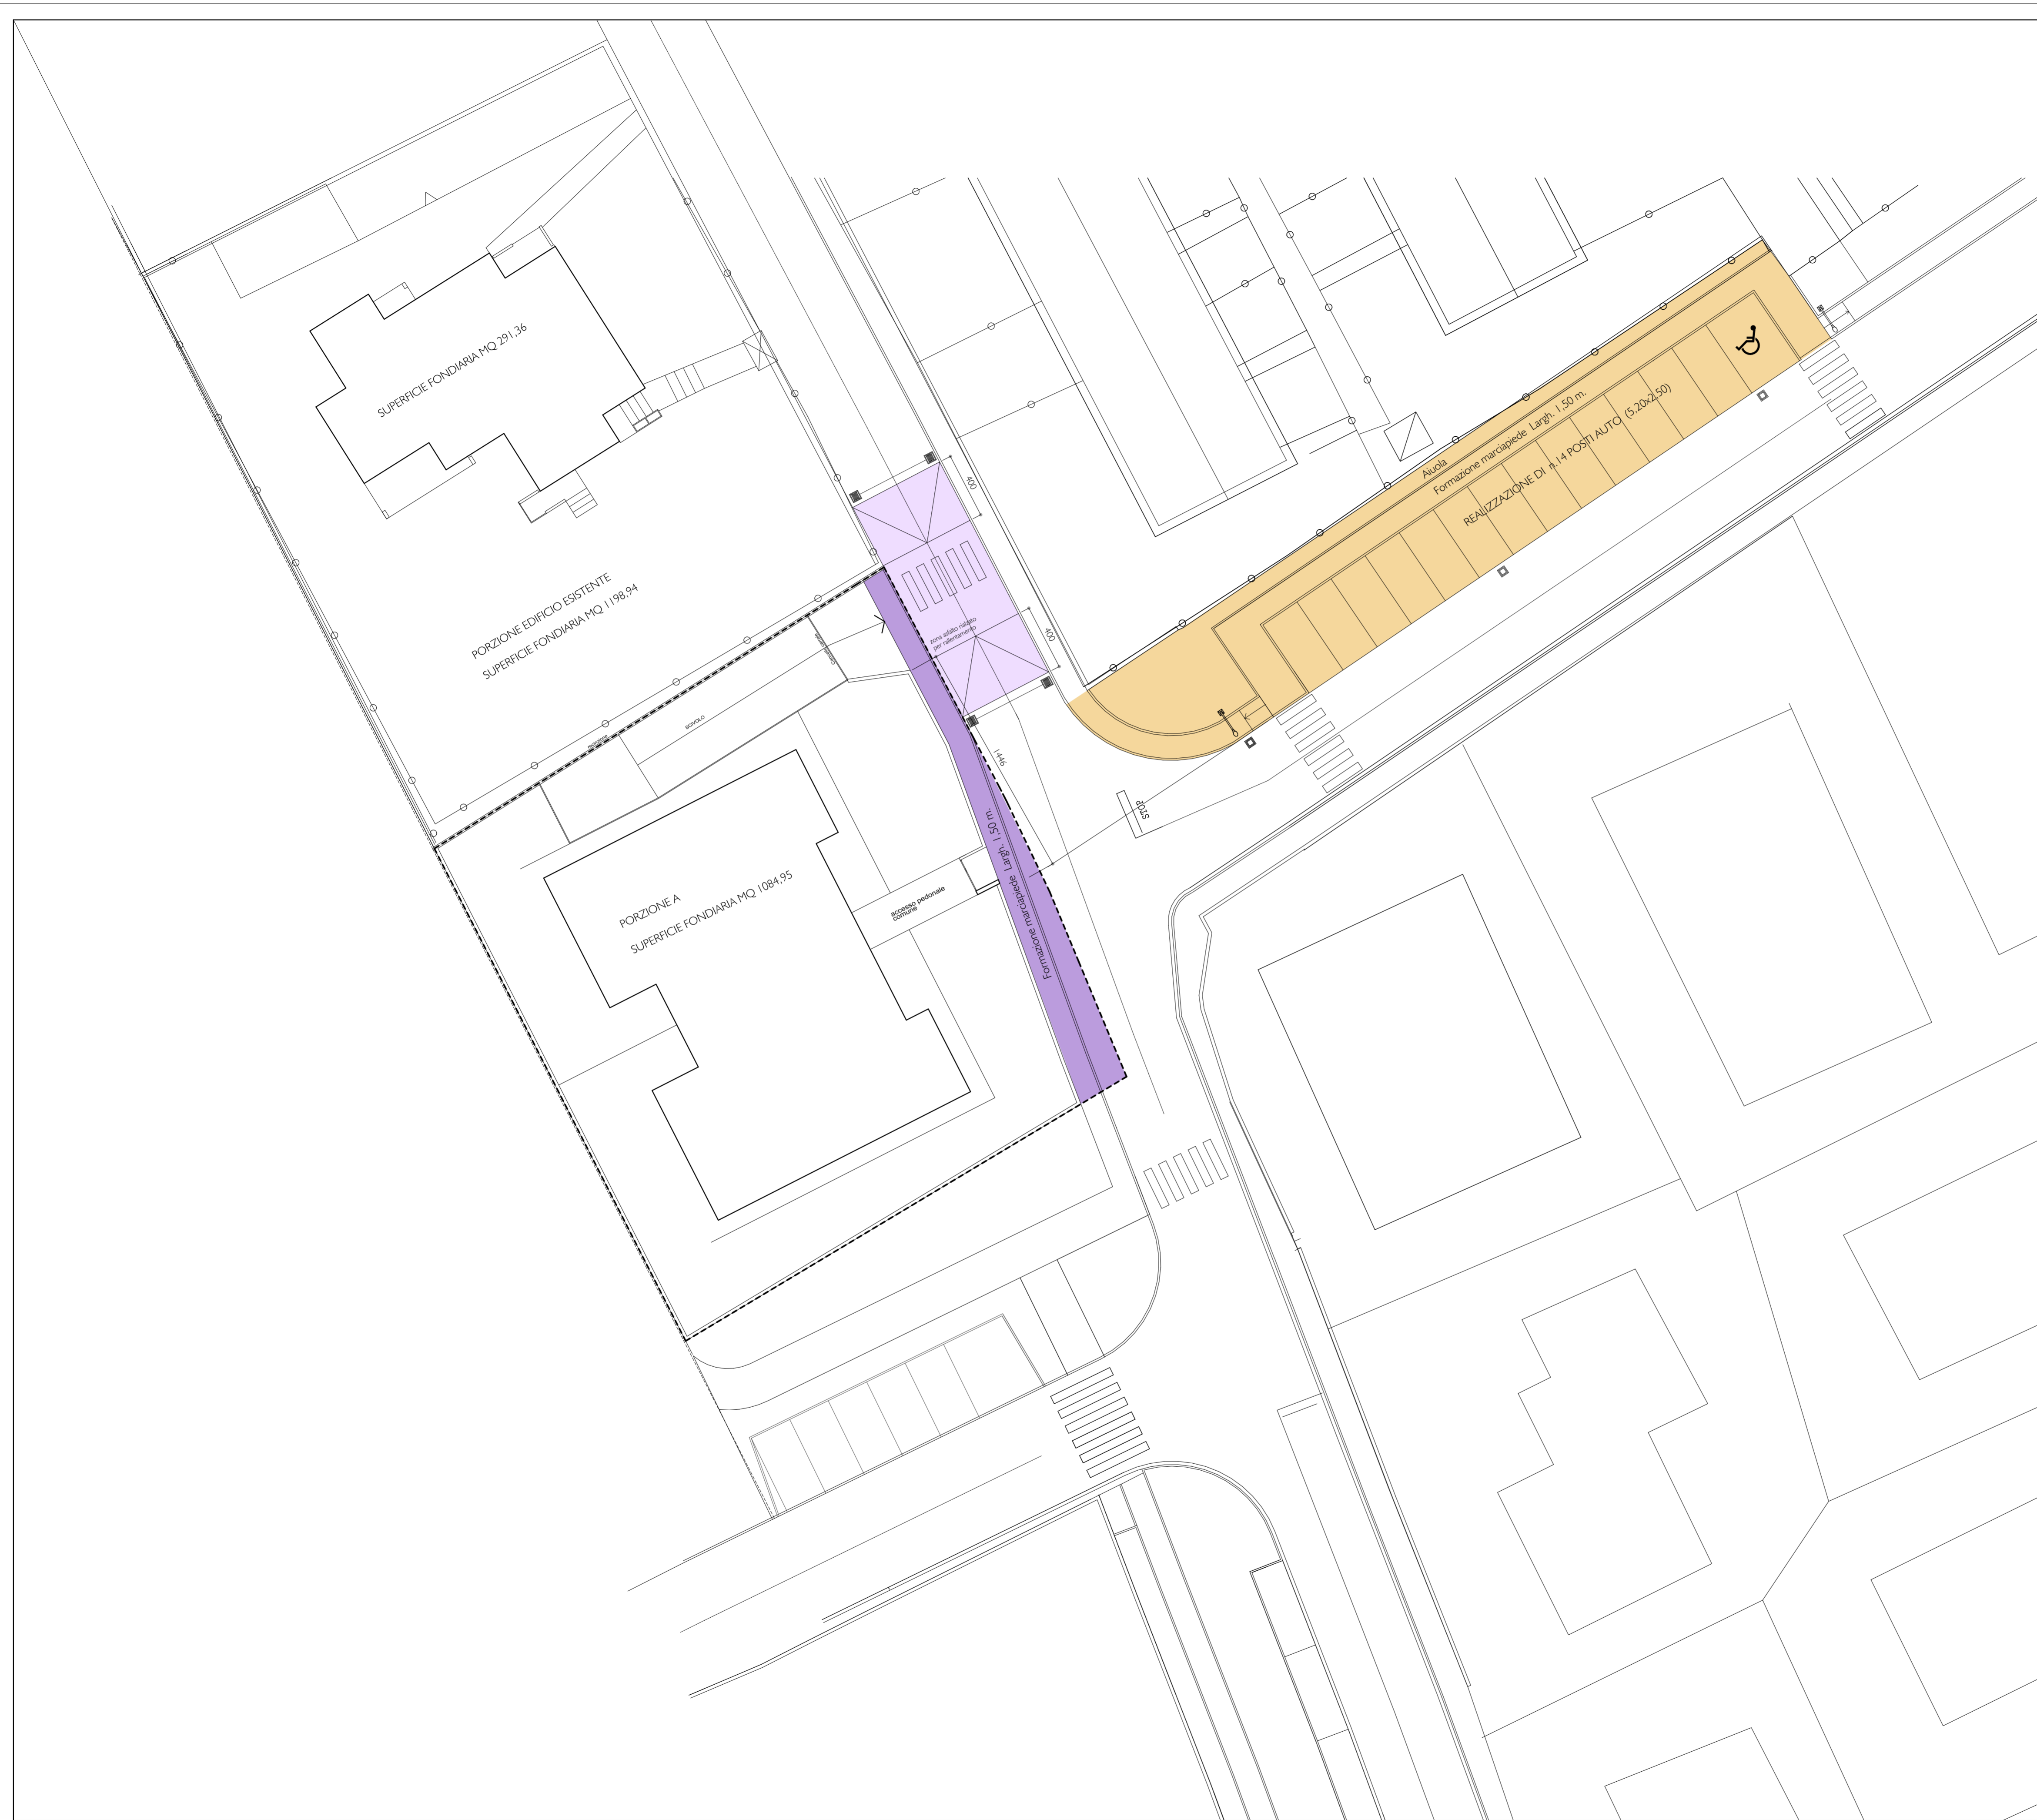 SUPERFICIE FONDIARIA MQ 291,36
PORZIONE EDIFICIO ESISTENTE
SUPERFICIE FONDIARIA MQ 1198,94
400
Aiuola
Formazione marciapiede Largh. 1,50 m.
REALIZZAZIONE DI n.14 POSTI AUTO (5,20x2,50)
zona asfalto rialzato
per rallentamento
400
SCIVOLO
1446
STOP
PORZIONE A
SUPERFICIE FONDIARIA MQ 1084,95
accesso pedonale
comune
Formazione marciapiede Largh. 1,50 m.